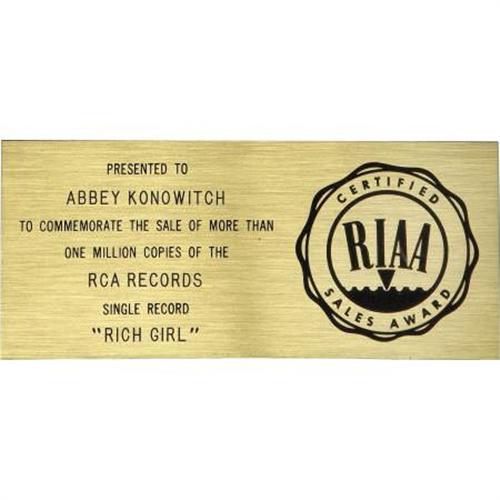 PRESENTED TO
ABBEY KONOWITCH
TO COMMEMORATE THE SALE OF MORE THAN
ONE MILLION COPIES OF THE
RCA RECORDS
SINGLE RECORD
"RICH GIRL"
CERTIFIED
RIAA
SALES AWARD